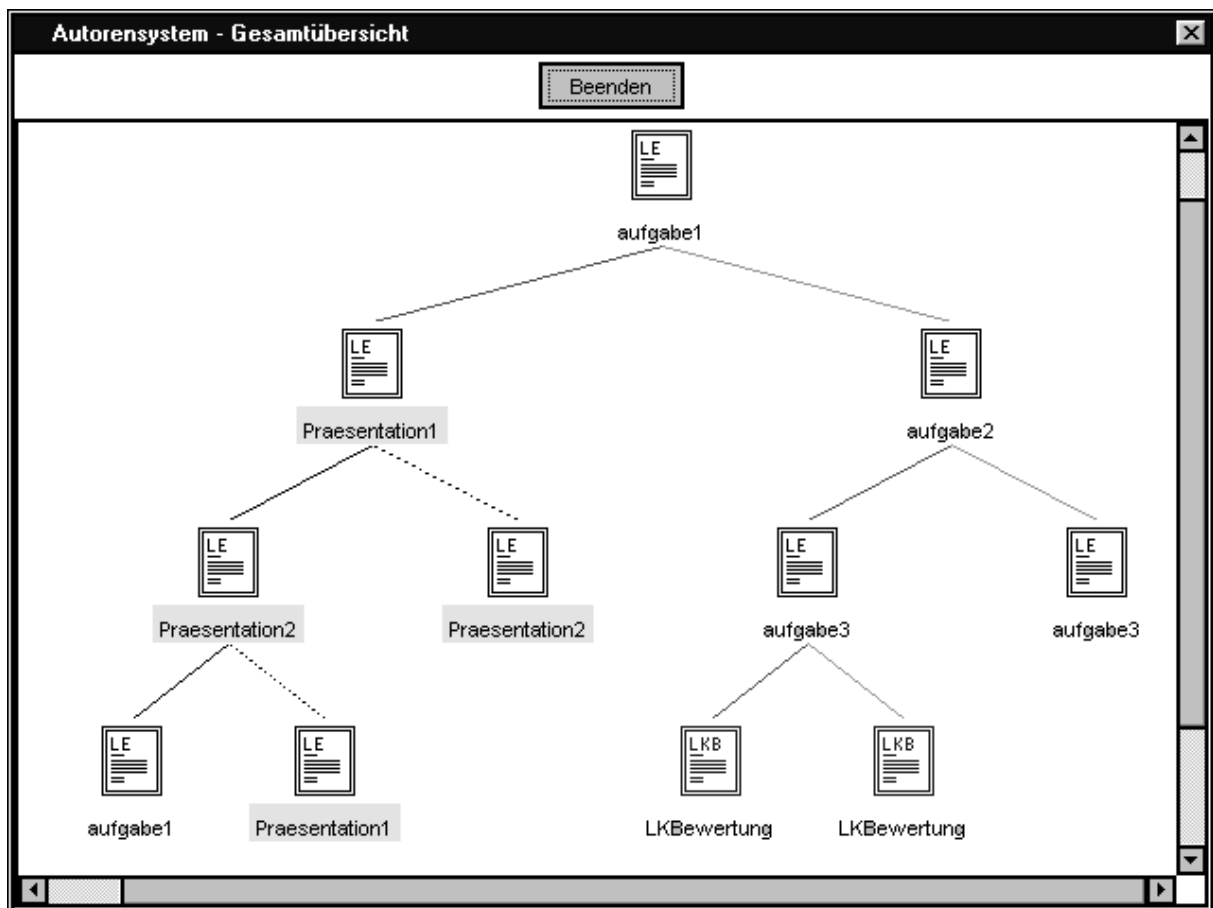 Autorensystem - Gesamtübersicht
Beenden
LE
aufgabe1
LE
LE
Praesentation1
aufgabe2
LE
LE
LE
LE
Praesentation2
Praesentation2
aufgabe3
aufgabe3
LE
LE
LKB
LKB
aufgabe1
Praesentation1
LKBewertung
LKBewertung